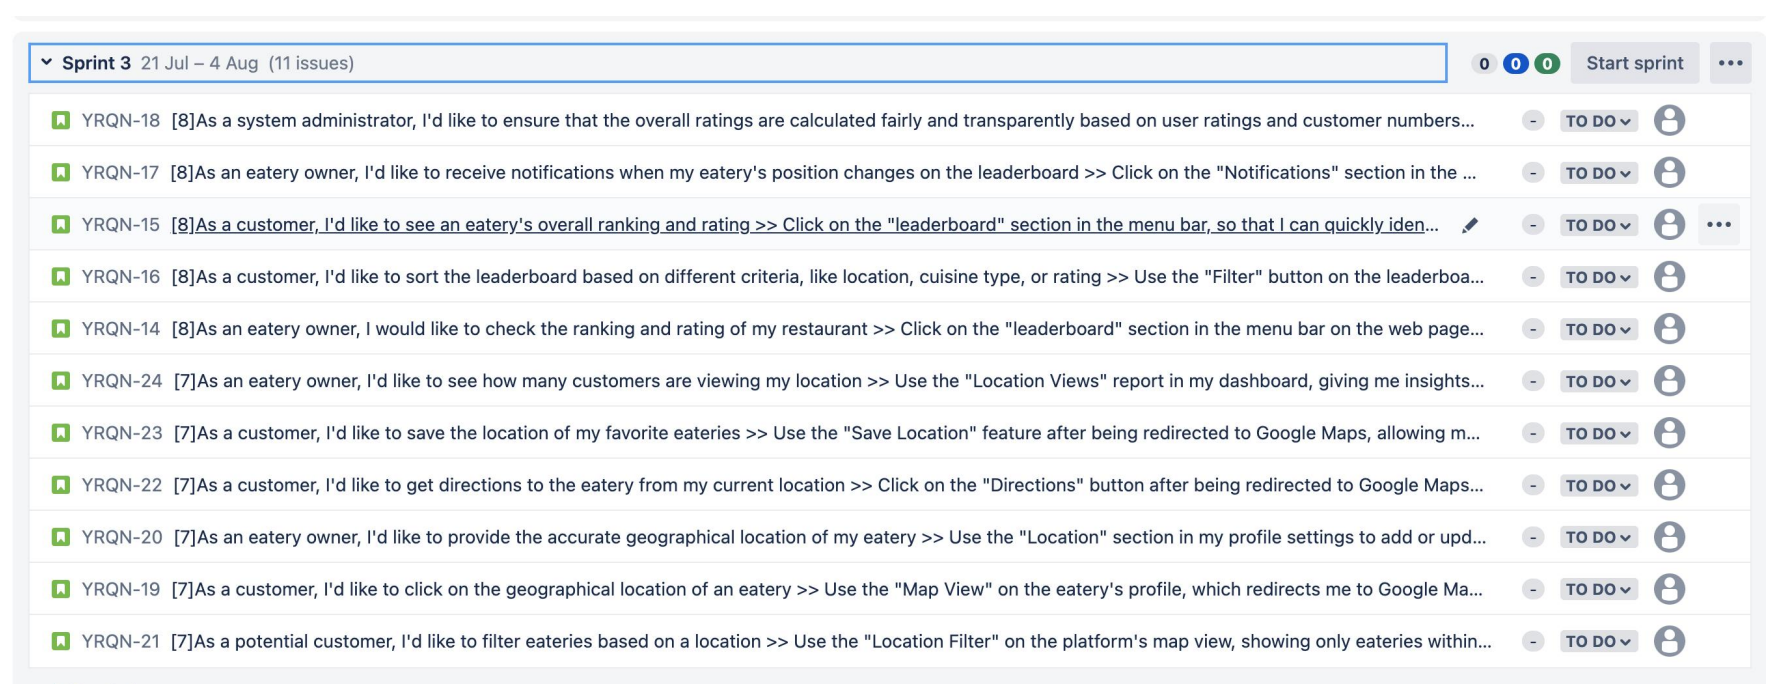 Sprint 3 21 Jul – 4 Aug (11 issues) 0 0 0 Start sprint
YRQN-18 [8]As a system administrator, I'd like to ensure that the overall ratings are calculated fairly and transparently based on user ratings and customer numbers... - TO DO
YRQN-17 [8]As an eatery owner, I'd like to receive notifications when my eatery's position changes on the leaderboard >> Click on the "Notifications" section in the ... - TO DO
YRQN-15 [8]As a customer, I'd like to see an eatery's overall ranking and rating >> Click on the "leaderboard" section in the menu bar, so that I can quickly iden... - TO DO
YRQN-16 [8]As a customer, I'd like to sort the leaderboard based on different criteria, like location, cuisine type, or rating >> Use the "Filter" button on the leaderboa... - TO DO
YRQN-14 [8]As an eatery owner, I would like to check the ranking and rating of my restaurant >> Click on the "leaderboard" section in the menu bar on the web page... - TO DO
YRQN-24 [7]As an eatery owner, I'd like to see how many customers are viewing my location >> Use the "Location Views" report in my dashboard, giving me insights... - TO DO
YRQN-23 [7]As a customer, I'd like to save the location of my favorite eateries >> Use the "Save Location" feature after being redirected to Google Maps, allowing m... - TO DO
YRQN-22 [7]As a customer, I'd like to get directions to the eatery from my current location >> Click on the "Directions" button after being redirected to Google Maps... - TO DO
YRQN-20 [7]As an eatery owner, I'd like to provide the accurate geographical location of my eatery >> Use the "Location" section in my profile settings to add or upd... - TO DO
YRQN-19 [7]As a customer, I'd like to click on the geographical location of an eatery >> Use the "Map View" on the eatery's profile, which redirects me to Google Ma... - TO DO
YRQN-21 [7]As a potential customer, I'd like to filter eateries based on a location >> Use the "Location Filter" on the platform's map view, showing only eateries within... - TO DO